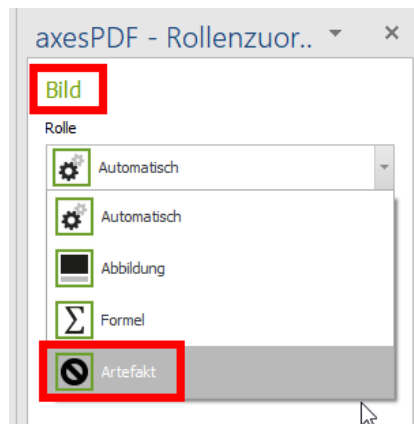 axesPDF - Rollenzuor..
Bild
Rolle
Automatisch
Automatisch
Abbildung
Formel
Artefakt